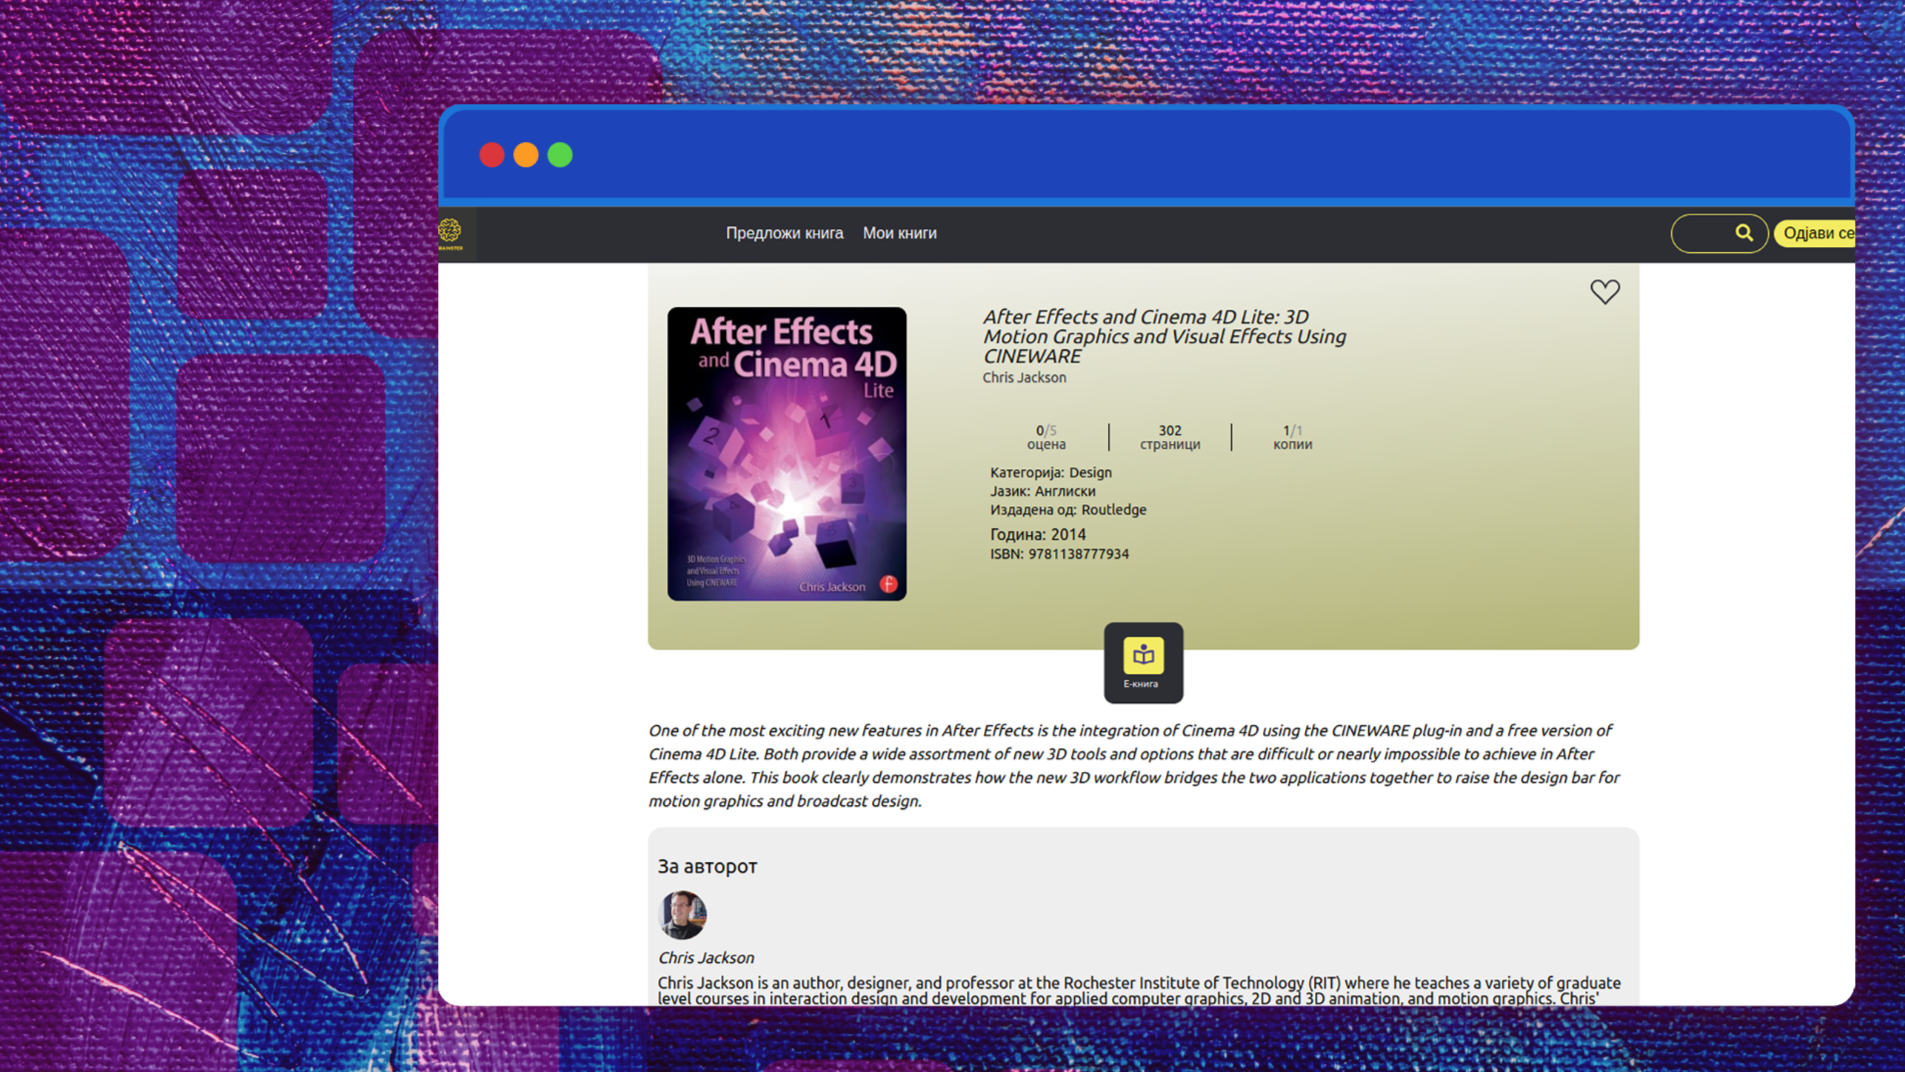 Предложи книга Мои книги
Одјави се
After Effects
and Cinema 4D
Lite
2
1
3D Motion Graphics
and Visual Effects
Using CINEWARE
Chris Jackson
f
After Effects and Cinema 4D Lite: 3D
Motion Graphics and Visual Effects Using
CINEWARE
Chris Jackson
0/5 302 1/1
оцена страници копии
Категорија: Design
Јазик: Англиски
Издадена од: Routledge
Година: 2014
ISBN: 9781138777934
Е-книга
One of the most exciting new features in After Effects is the integration of Cinema 4D using the CINEWARE plug-in and a free version of
Cinema 4D Lite. Both provide a wide assortment of new 3D tools and options that are difficult or nearly impossible to achieve in After
Effects alone. This book clearly demonstrates how the new 3D workflow bridges the two applications together to raise the design bar for
motion graphics and broadcast design.
За авторот
Chris Jackson
Chris Jackson is an author, designer, and professor at the Rochester Institute of Technology (RIT) where he teaches a variety of graduate
level courses in interaction design and development for applied computer graphics, 2D and 3D animation, and motion graphics. Chris'